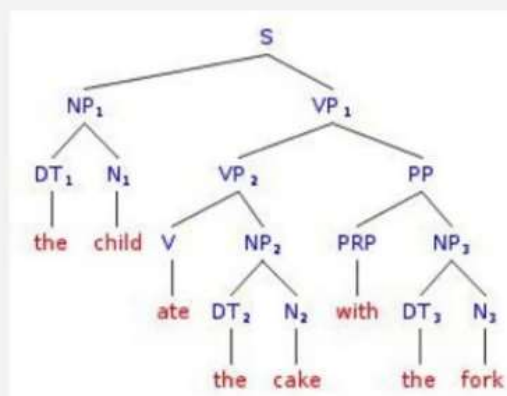 S
NP₁ VP₁
DT₁ N₁ VP₂ PP
the child V NP₂ PRP NP₃
ate DT₂ N₂ with DT₃ N₃
the cake the fork